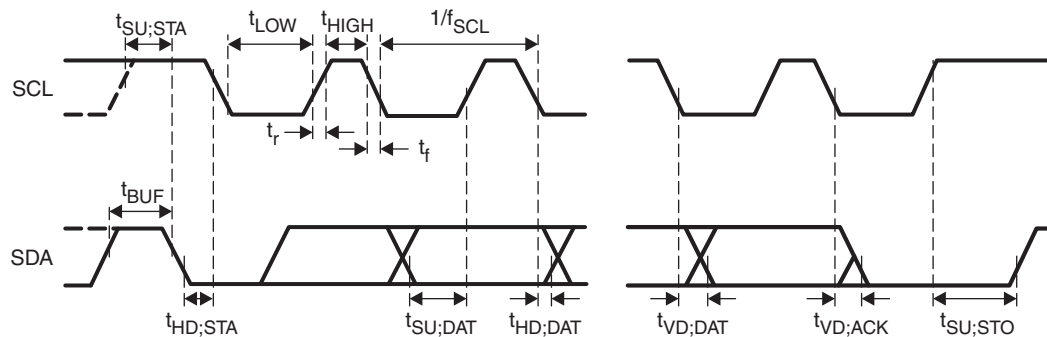 tSU;STA tLOW tHIGH 1/fSCL
SCL
tr tf
tBUF
SDA
tHD;STA tSU;DAT tHD;DAT tVD;DAT tVD;ACK tSU;STO